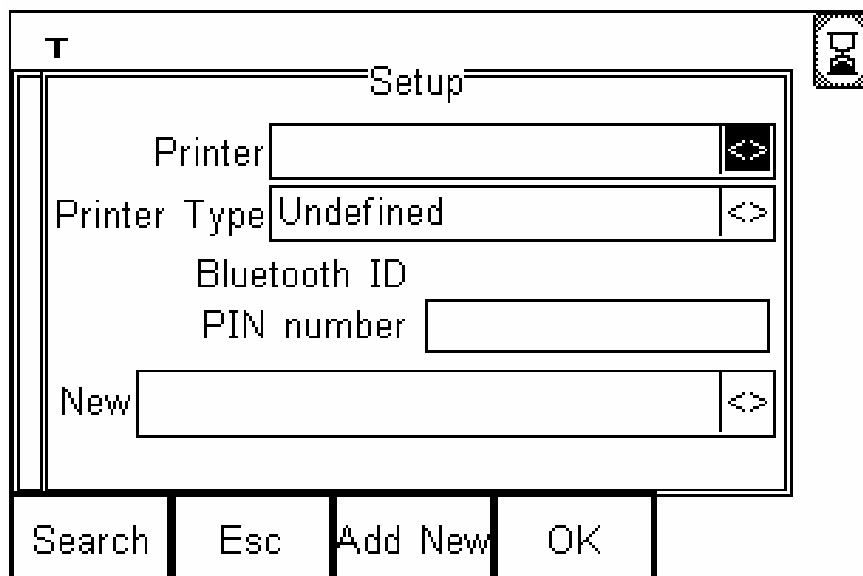 T
Setup
Printer <>
Printer Type Undefined <>
Bluetooth ID
PIN number
New <>
Search Esc Add New OK